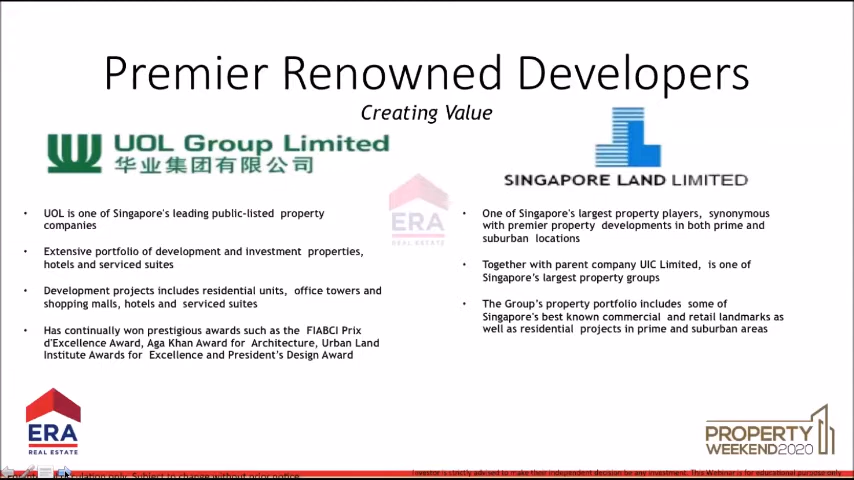 Premier Renowned Developers
Creating Value
UOL Group Limited
华业集团有限公司
• UOL is one of Singapore's leading public-listed property
companies
• Extensive portfolio of development and investment properties,
hotels and serviced suites
• Development projects includes residential units, office towers and
shopping malls, hotels and serviced suites
• Has continually won prestigious awards such as the FIABCI Prix
d'Excellence Award, Aga Khan Award for Architecture, Urban Land
Institute Awards for Excellence and President's Design Award
ERA
REAL ESTATE
SINGAPORE LAND LIMITED
• One of Singapore's largest property players, synonymous
with premier property developments in both prime and
suburban locations
• Together with parent company UIC Limited, is one of
Singapore's largest property groups
• The Group's property portfolio includes some of
Singapore's best known commercial and retail landmarks as
well as residential projects in prime and suburban areas
ERA
REAL ESTATE
PROPERTY
WEEKEND2020
only. Subject to change without prior notice
Investor is strictly advised to make their independent decision be any investment. This Webinar is for educational purpose only